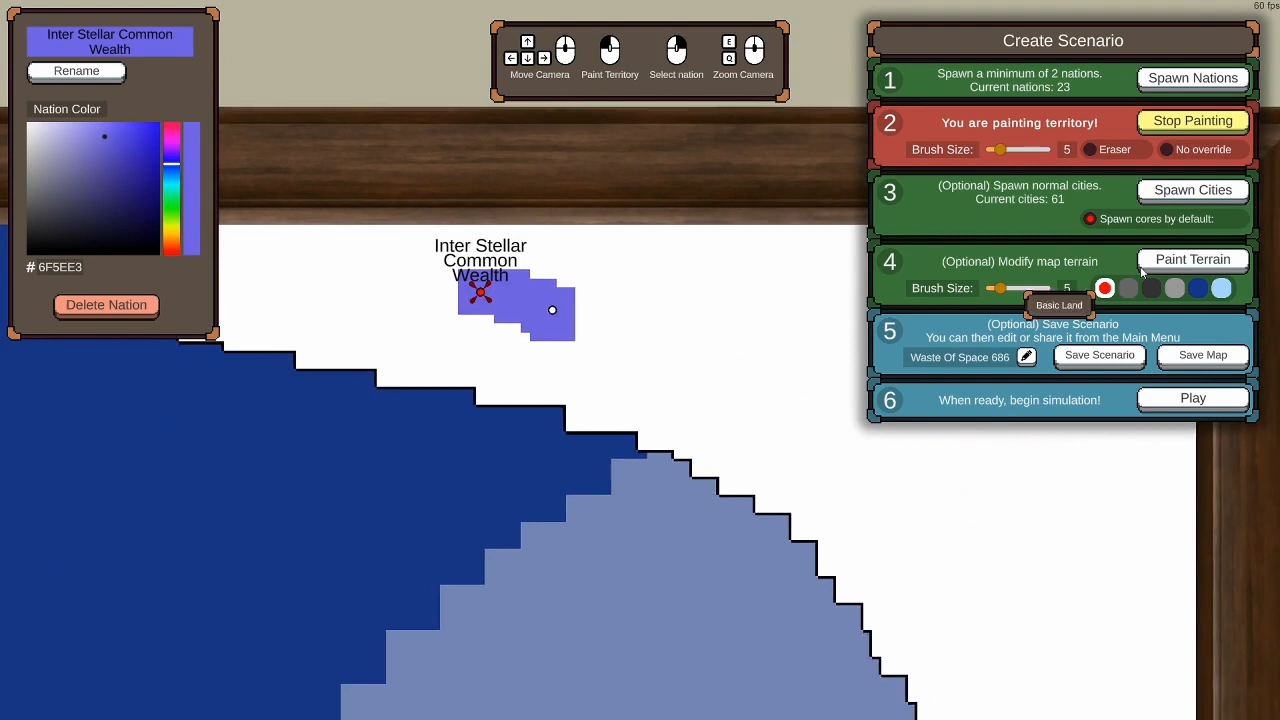 60 fps
Inter Stellar Common
Wealth
Rename
Nation Color
# 6F5EE3
Delete Nation
E
Q
Move Camera
Paint Territory
Select nation
Zoom Camera
Create Scenario
1
Spawn a minimum of 2 nations.
Current nations: 23
Spawn Nations
2
You are painting territory!
Stop Painting
Brush Size:
5
Eraser
No override
3
(Optional) Spawn normal cities.
Current cities: 61
Spawn Cities
Spawn cores by default:
4
(Optional) Modify map terrain
Paint Terrain
Brush Size:
5
Basic Land
5
(Optional) Save Scenario
You can then edit or share it from the Main Menu
Waste Of Space 686
Save Scenario
Save Map
6
When ready, begin simulation!
Play
Inter Stellar
Common
Wealth